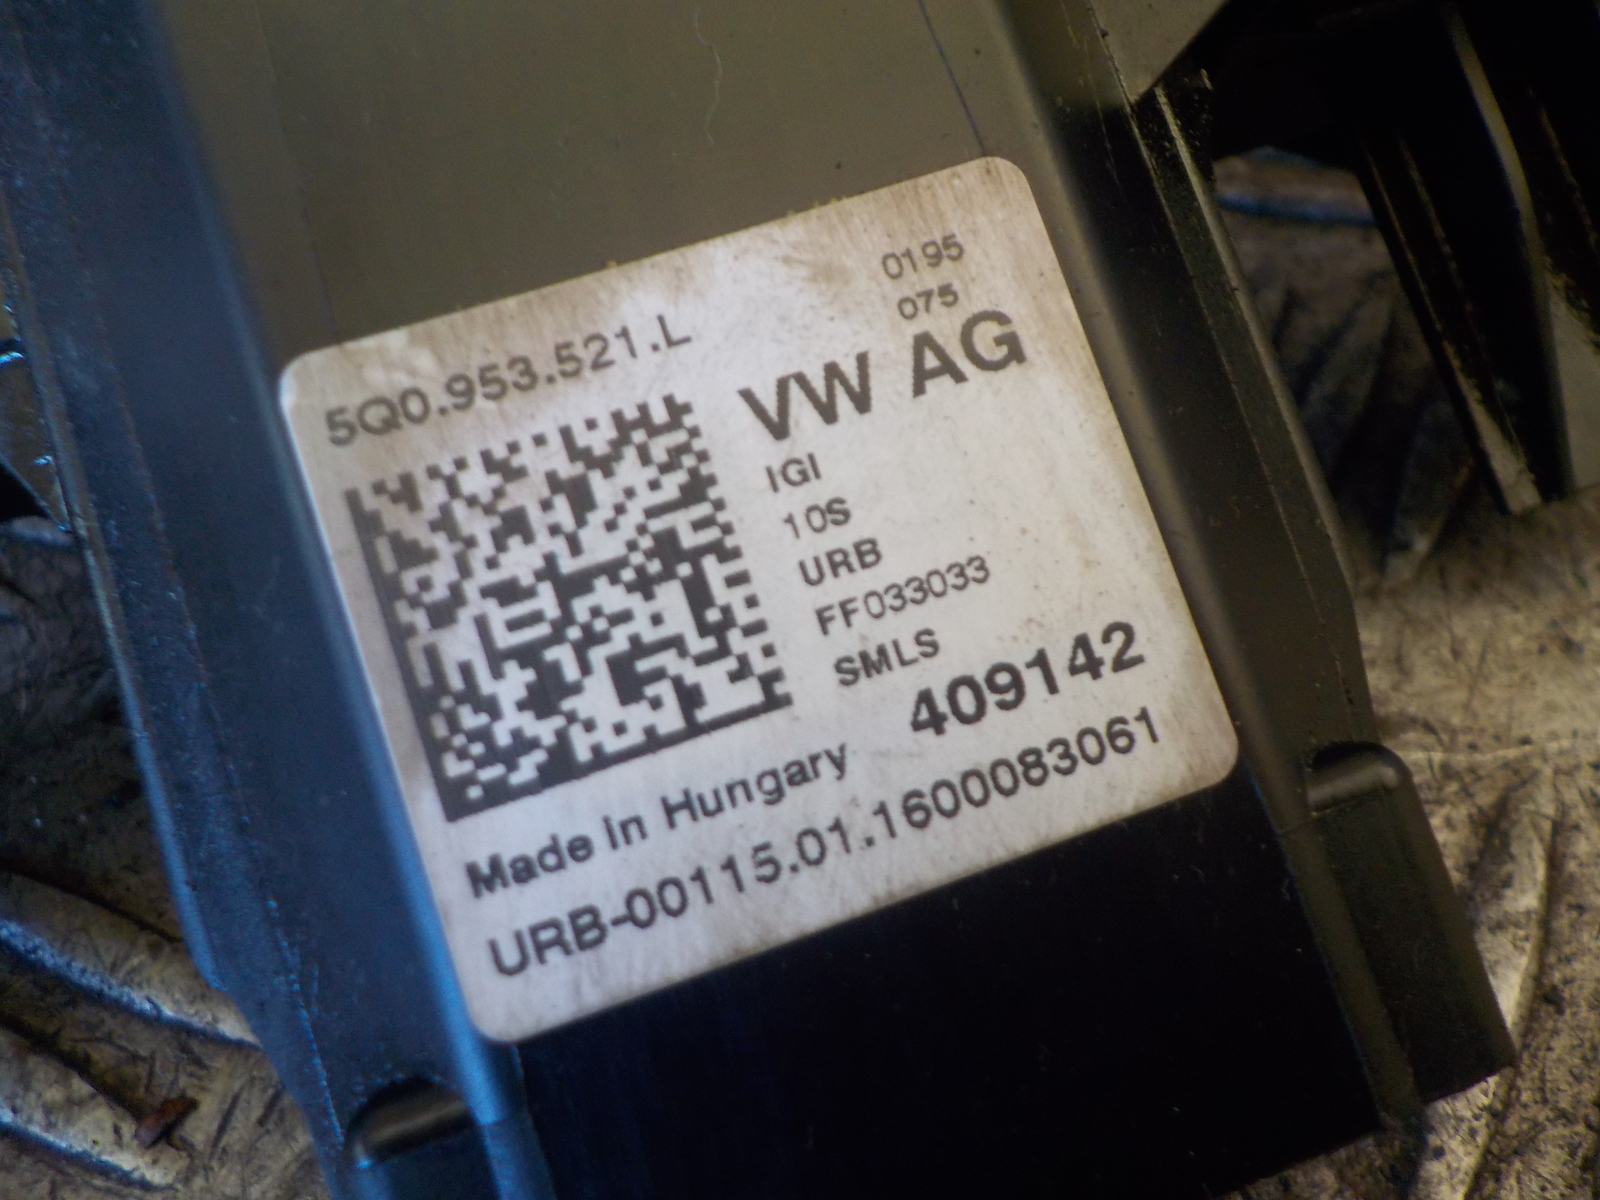 0195
075
5Q0.953.521.L
VW AG
IGI
10S
URB
FF033033
SMLS
409142
Made in Hungary
URB-00115.01.1600083061